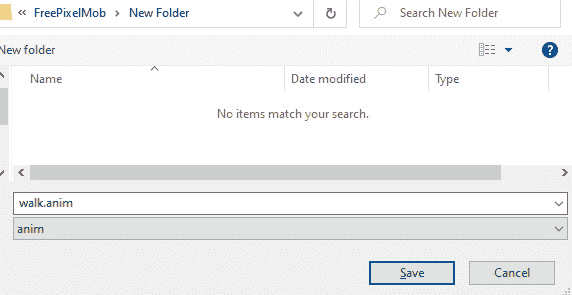 « FreePixelMob › New Folder
Search New Folder
New folder
Name
Date modified
Type
No items match your search.
walk.anim
anim
Save
Cancel